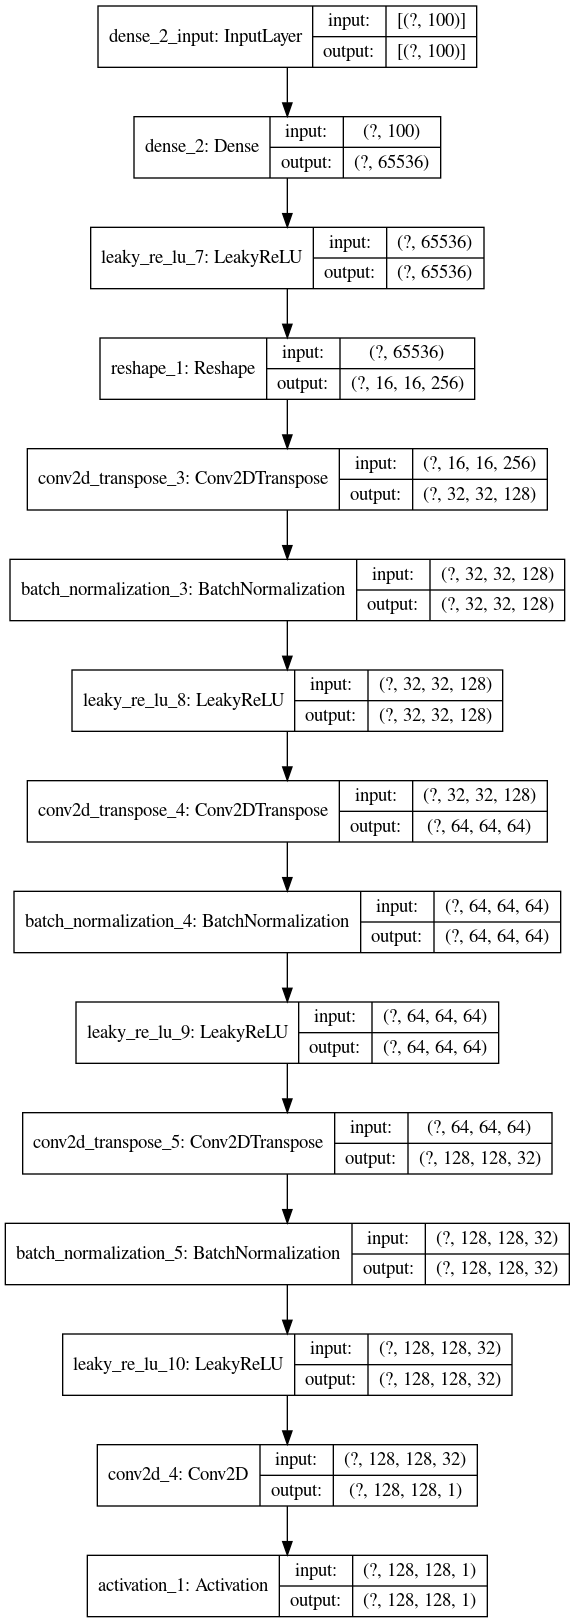 dense_2_input: InputLayer
input: [(?, 100)]
output: [(?, 100)]
dense_2: Dense
input: (?, 100)
output: (?, 65536)
leaky_re_lu_7: LeakyReLU
input: (?, 65536)
output: (?, 65536)
reshape_1: Reshape
input: (?, 65536)
output: (?, 16, 16, 256)
conv2d_transpose_3: Conv2DTranspose
input: (?, 16, 16, 256)
output: (?, 32, 32, 128)
batch_normalization_3: BatchNormalization
input: (?, 32, 32, 128)
output: (?, 32, 32, 128)
leaky_re_lu_8: LeakyReLU
input: (?, 32, 32, 128)
output: (?, 32, 32, 128)
conv2d_transpose_4: Conv2DTranspose
input: (?, 32, 32, 128)
output: (?, 64, 64, 64)
batch_normalization_4: BatchNormalization
input: (?, 64, 64, 64)
output: (?, 64, 64, 64)
leaky_re_lu_9: LeakyReLU
input: (?, 64, 64, 64)
output: (?, 64, 64, 64)
conv2d_transpose_5: Conv2DTranspose
input: (?, 64, 64, 64)
output: (?, 128, 128, 32)
batch_normalization_5: BatchNormalization
input: (?, 128, 128, 32)
output: (?, 128, 128, 32)
leaky_re_lu_10: LeakyReLU
input: (?, 128, 128, 32)
output: (?, 128, 128, 32)
conv2d_4: Conv2D
input: (?, 128, 128, 32)
output: (?, 128, 128, 1)
activation_1: Activation
input: (?, 128, 128, 1)
output: (?, 128, 128, 1)